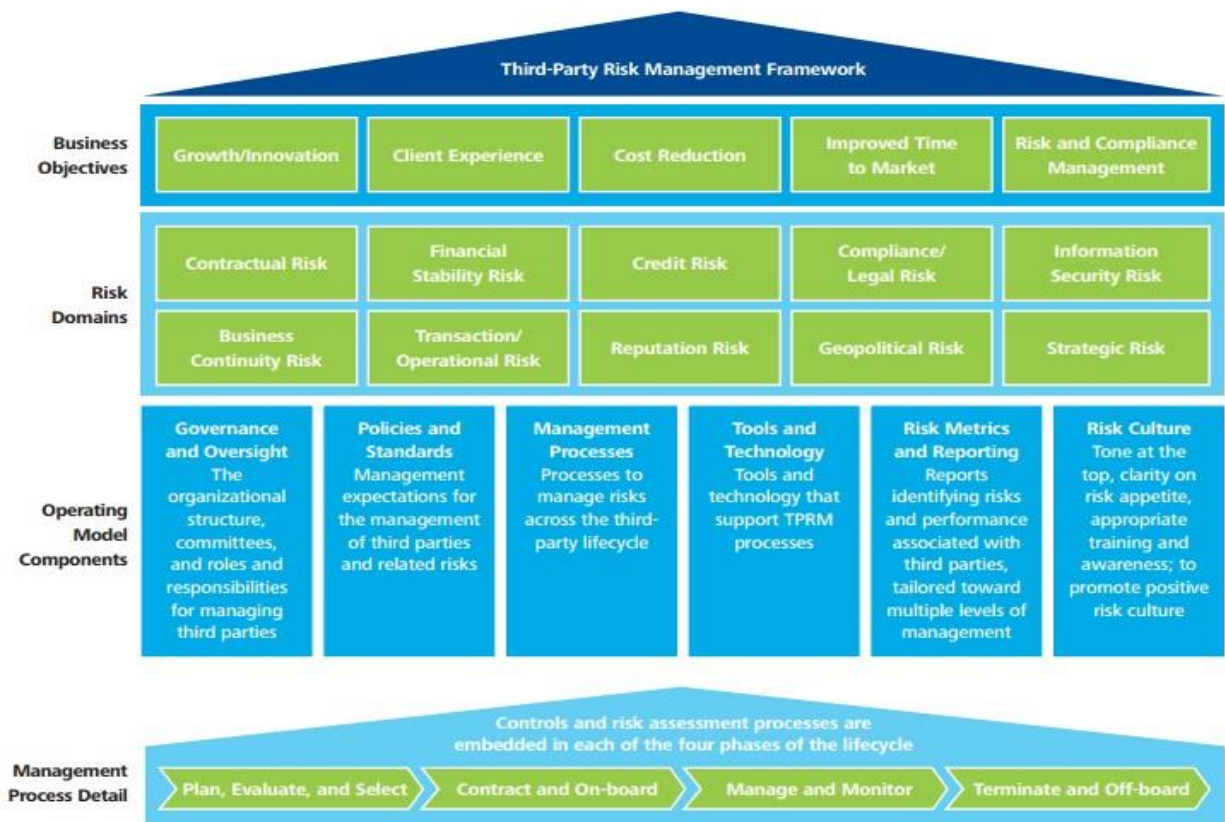 Third-Party Risk Management Framework
Business
Objectives
Growth/Innovation
Client Experience
Cost Reduction
Improved Time
to Market
Risk and Compliance
Management
Risk
Domains
Contractual Risk
Financial
Stability Risk
Credit Risk
Compliance/
Legal Risk
Information
Security Risk
Business
Continuity Risk
Transaction/
Operational Risk
Reputation Risk
Geopolitical Risk
Strategic Risk
Operating
Model
Components
Governance
and Oversight
The
organizational
structure,
committees,
and roles and
responsibilities
for managing
third parties
Policies and
Standards
Management
expectations for
the management
of third parties
and related risks
Management
Processes
Processes to
manage risks
across the third-
party lifecycle
Tools and
Technology
Tools and
technology that
support TPRM
processes
Risk Metrics
and Reporting
Reports
identifying risks
and performance
associated with
third parties,
tailored toward
multiple levels of
management
Risk Culture
Tone at the
top, clarity on
risk appetite,
appropriate
training and
awareness; to
promote positive
risk culture
Controls and risk assessment processes are
embedded in each of the four phases of the lifecycle
Management
Process Detail
Plan, Evaluate, and Select
Contract and On-board
Manage and Monitor
Terminate and Off-board